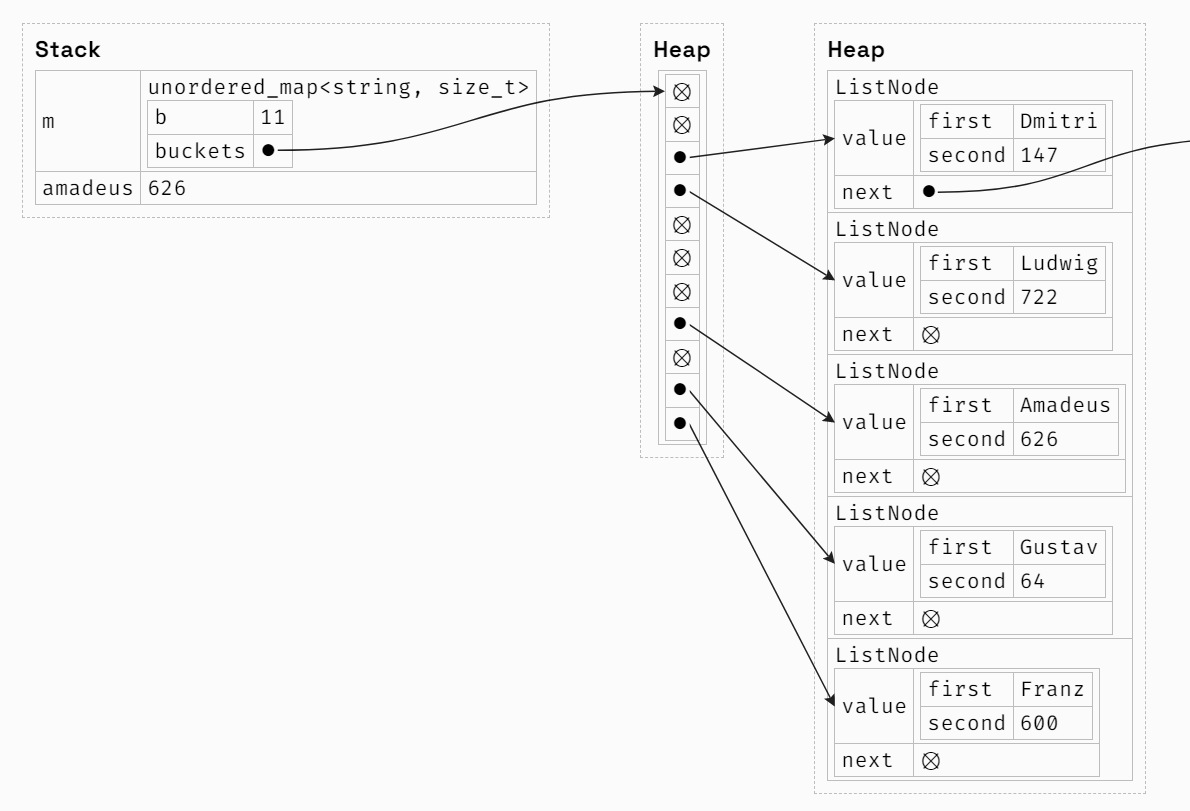 Stack
m
unordered_map<string, size_t>
b 11
buckets
amadeus 626
Heap
Heap
ListNode
value
first Dmitri
second 147
next
ListNode
value
first Ludwig
second 722
next
ListNode
value
first Amadeus
second 626
next
ListNode
value
first Gustav
second 64
next
ListNode
value
first Franz
second 600
next